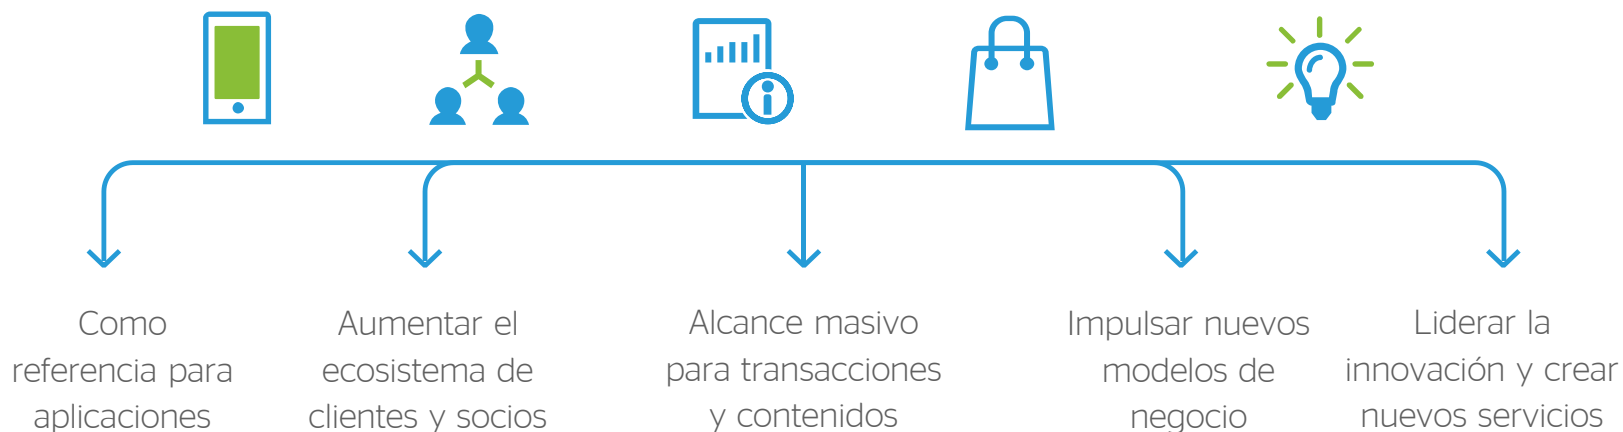 Como
referencia para
aplicaciones
Aumentar el
ecosistema de
clientes y socios
Alcance masivo
para transacciones
y contenidos
Impulsar nuevos
modelos de
negocio
Liderar la
innovación y crear
nuevos servicios